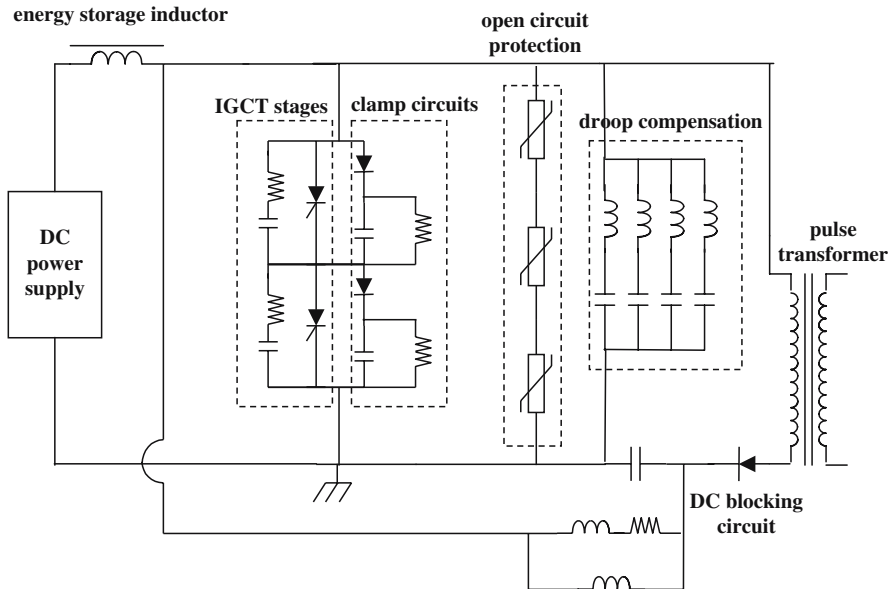 energy storage inductor
open circuit
protection
IGCT stages
clamp circuits
droop compensation
DC
power
supply
pulse
transformer
DC blocking
circuit